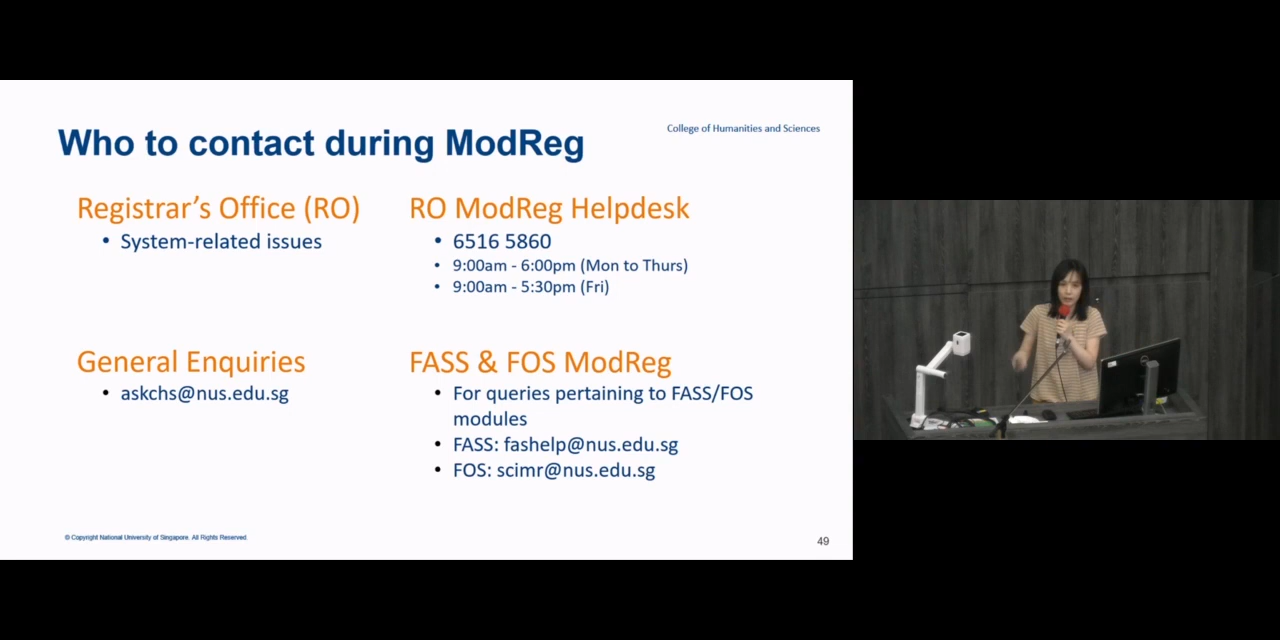 Who to contact during ModReg
College of Humanities and Sciences
Registrar's Office (RO)
• System-related issues
RO ModReg Helpdesk
• 6516 5860
• 9:00am - 6:00pm (Mon to Thurs)
• 9:00am - 5:30pm (Fri)
General Enquiries
• askchs@nus.edu.sg
FASS & FOS ModReg
• For queries pertaining to FASS/FOS
modules
• FASS: fashelp@nus.edu.sg
• FOS: scimr@nus.edu.sg
© Copyright National University of Singapore. All Rights Reserved.
49